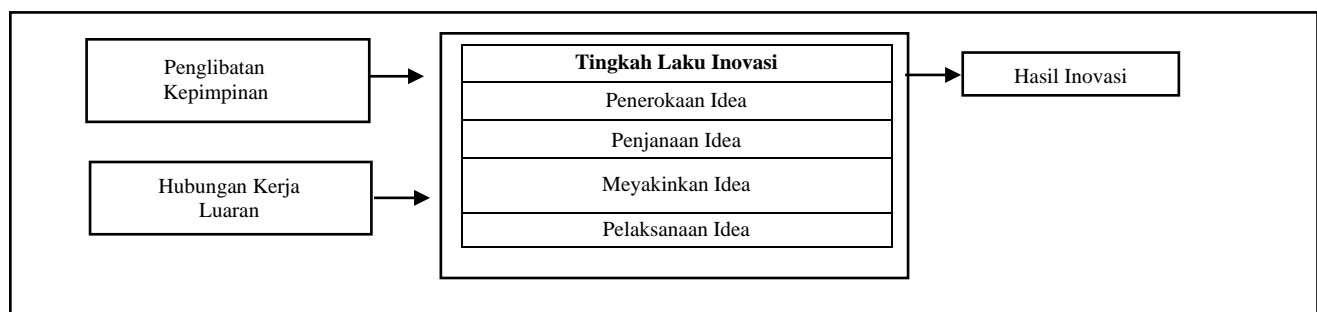 Penglibatan
Kepimpinan
Hubungan Kerja
Luaran
Tingkah Laku Inovasi
Penerokaan Idea
Penjanaan Idea
Meyakinkan Idea
Pelaksanaan Idea
Hasil Inovasi